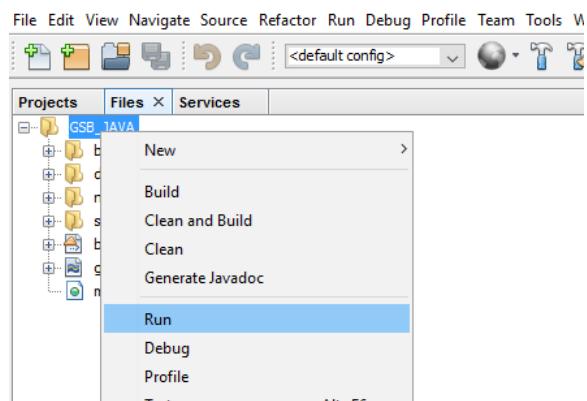 File Edit View Navigate Source Refactor Run Debug Profile Team Tools
<default config>
Projects Files × Services
GSB_JAVA
b
New
Build
Clean and Build
Clean
Generate Javadoc
Run
Debug
Profile